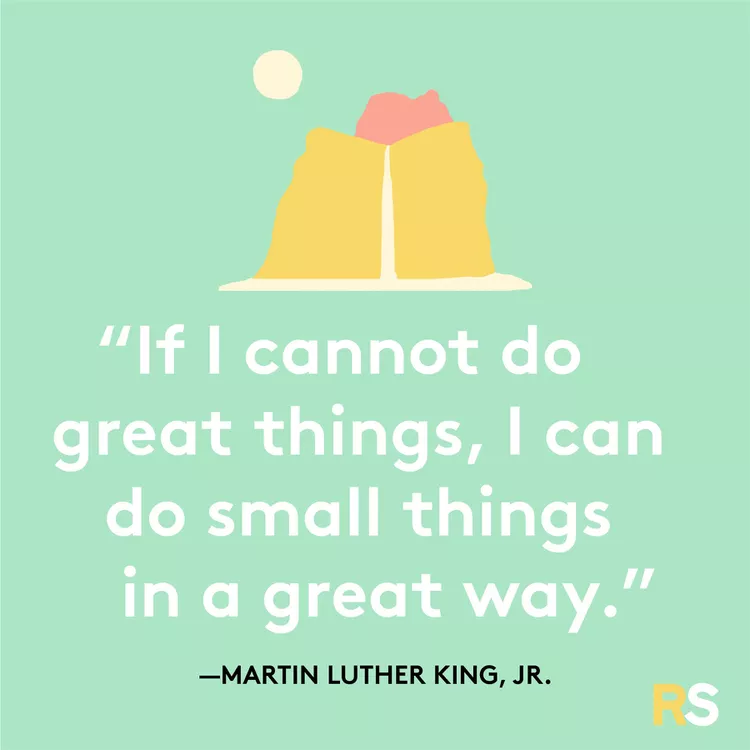 “If I cannot do
great things, I can
do small things
in a great way.”
—MARTIN LUTHER KING, JR.
RS